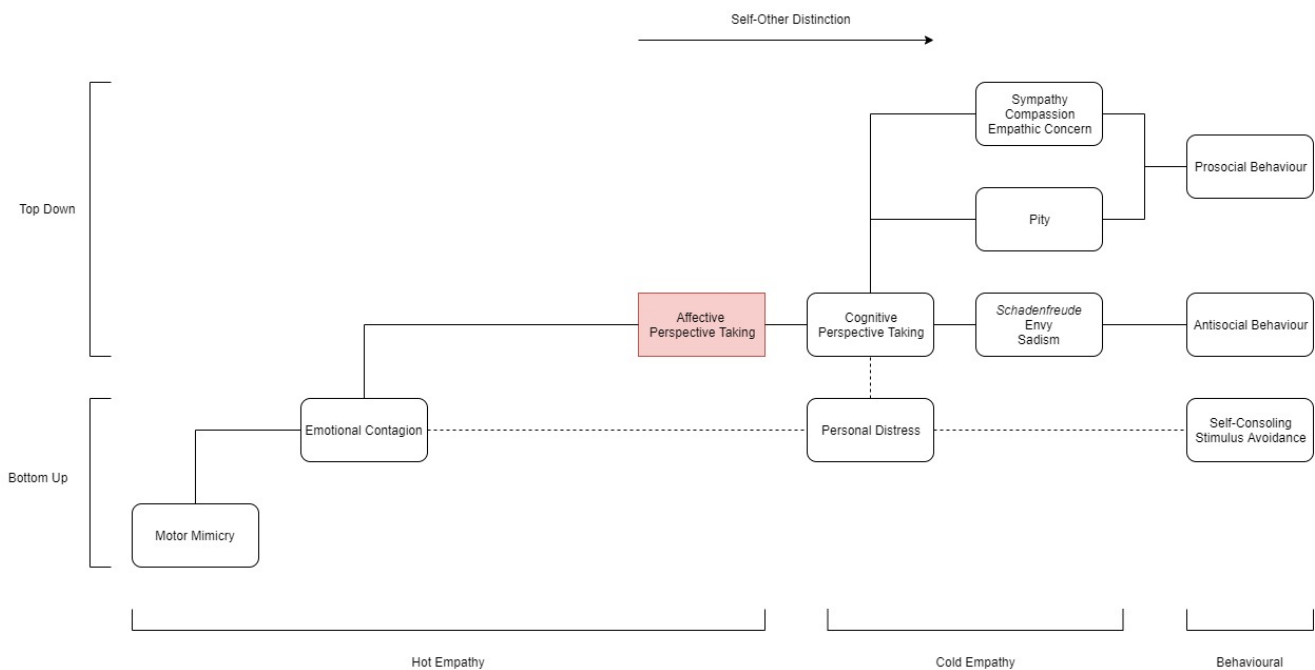 Self-Other Distinction
Sympathy
Compassion
Empathic Concern
Prosocial Behaviour
Top Down
Pity
Affective
Perspective Taking
Cognitive
Perspective Taking
Schadenfreude
Envy
Sadism
Antisocial Behaviour
Emotional Contagion
Personal Distress
Self-Consoling
Stimulus Avoidance
Bottom Up
Motor Mimicry
Hot Empathy
Cold Empathy
Behavioural